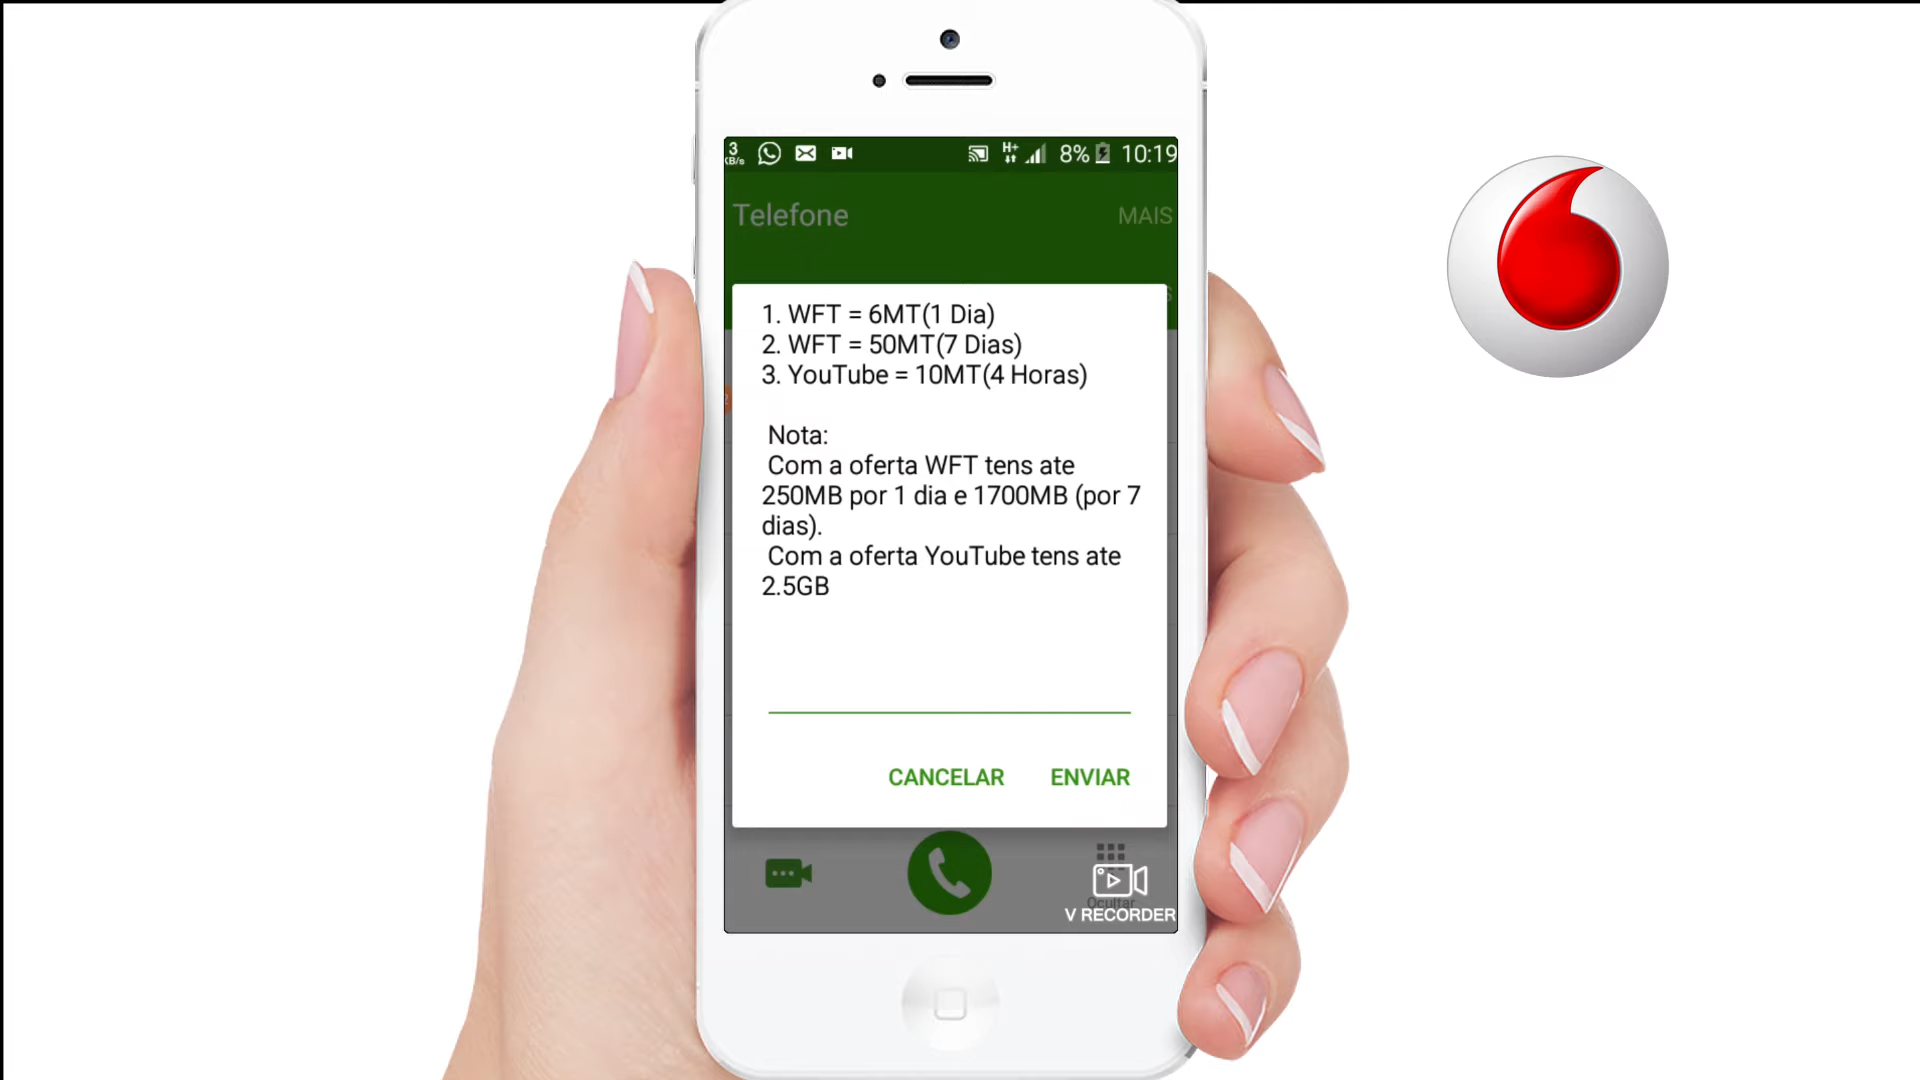 3
KB/s
H+
8%
10:19
Telefone
MAIS
1. WFT = 6MT(1 Dia)
2. WFT = 50MT(7 Dias)
3. YouTube = 10MT(4 Horas)
Nota:
Com a oferta WFT tens ate
250MB por 1 dia e 1700MB (por 7
dias).
Com a oferta YouTube tens ate
2.5GB
CANCELAR
ENVIAR
Ocultar
V RECORDER